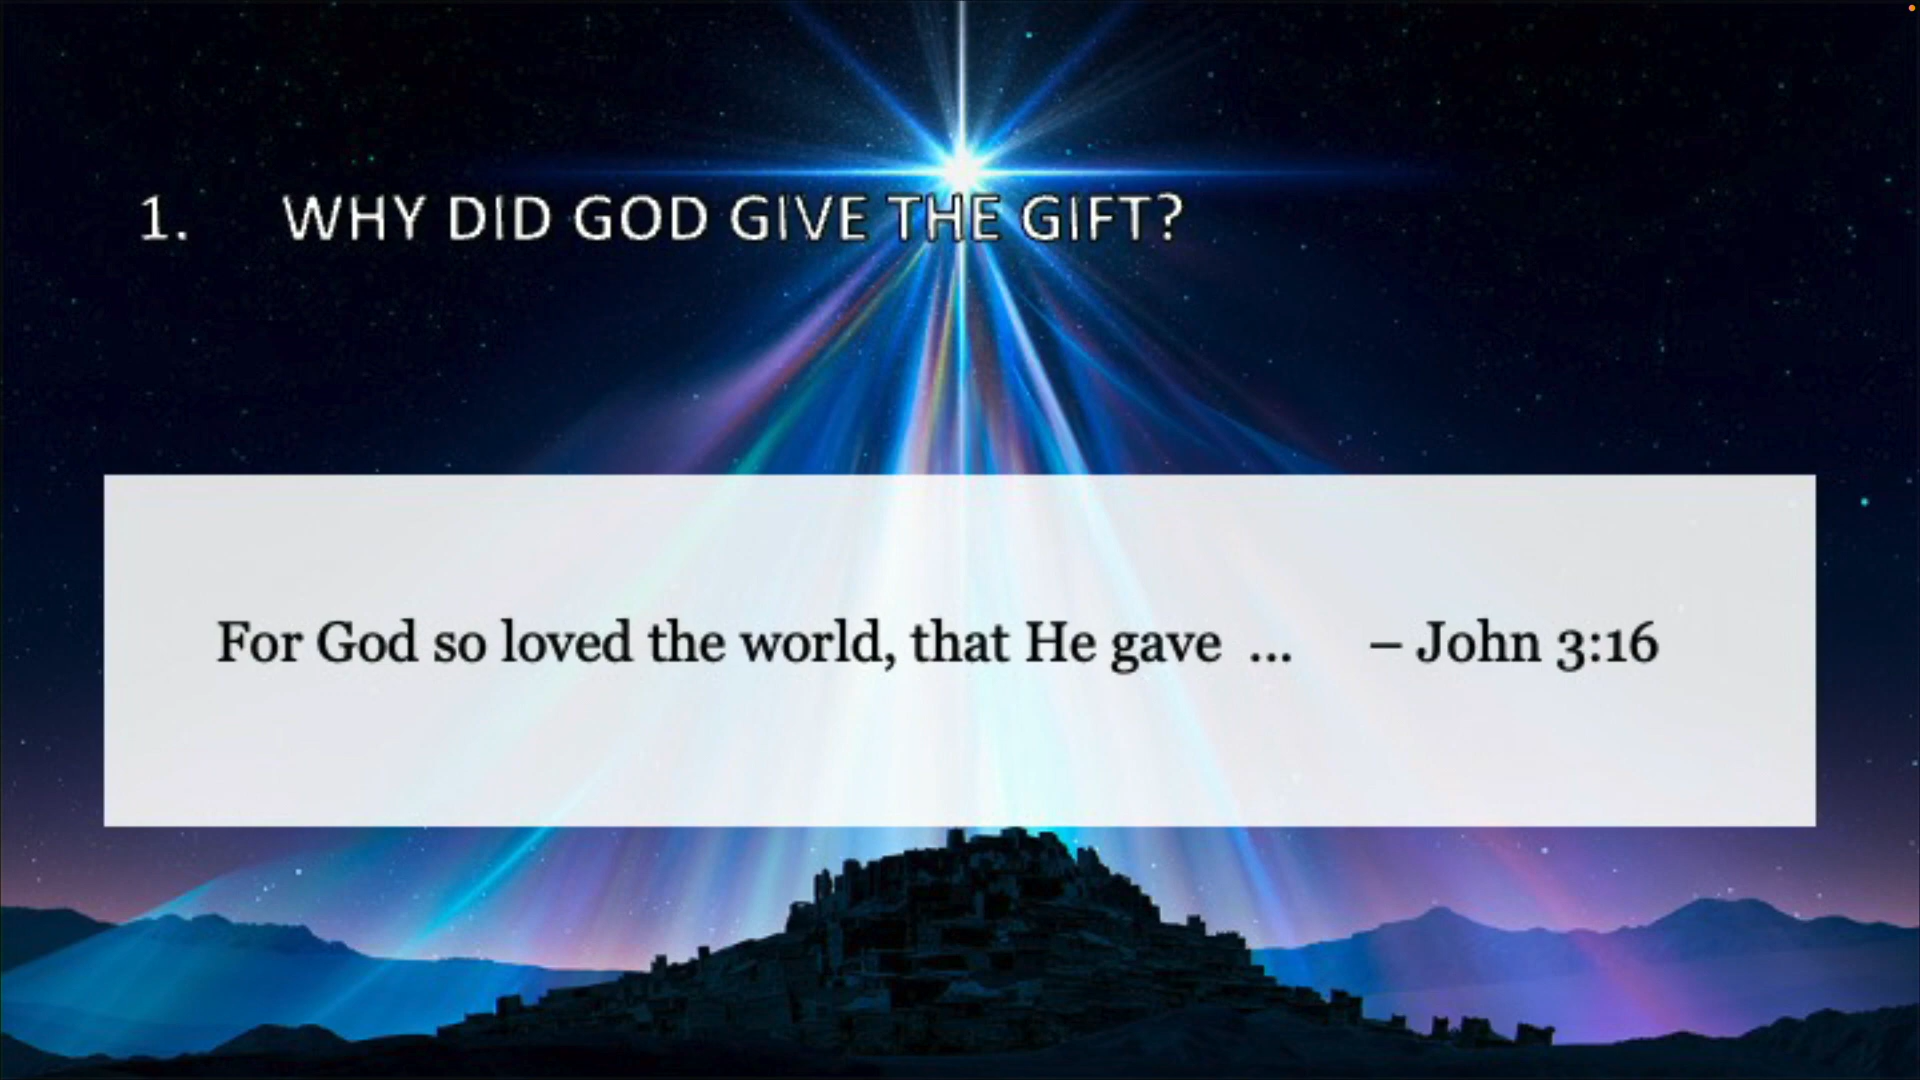 1. WHY DID GOD GIVE THE GIFT?
For God so loved the world, that He gave ... – John 3:16